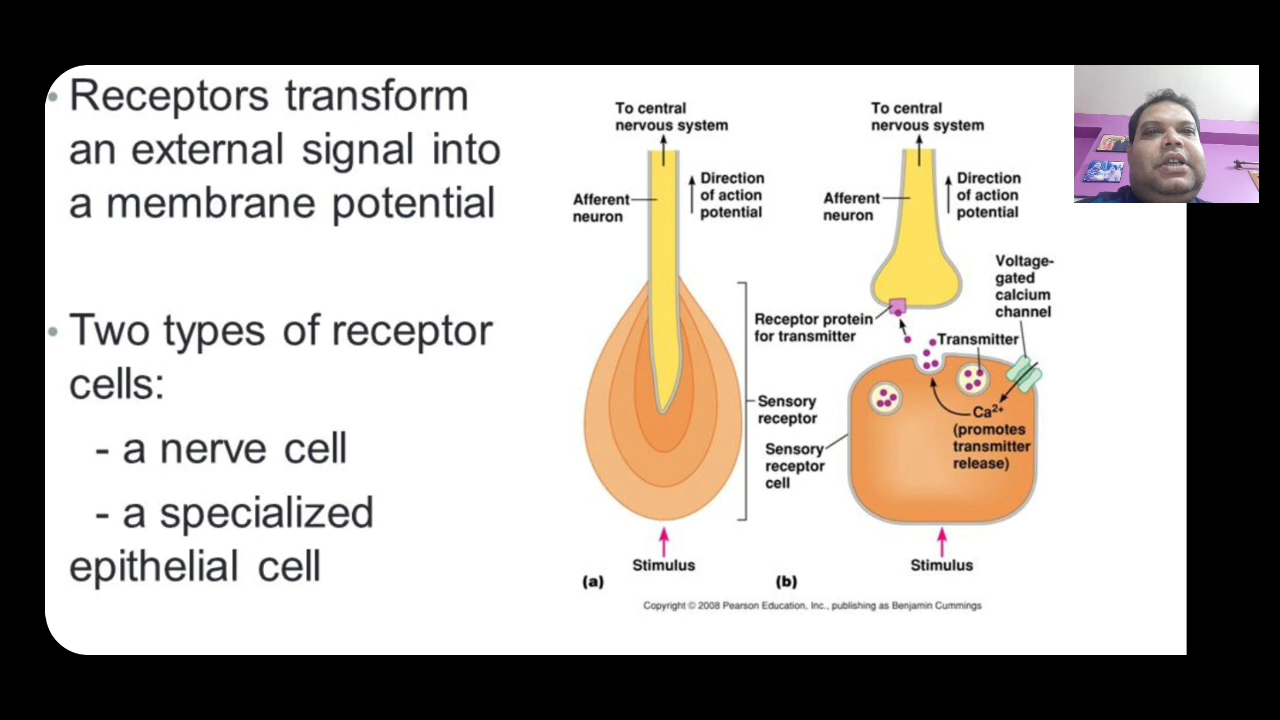 • Receptors transform
an external signal into
a membrane potential
• Two types of receptor
cells:
- a nerve cell
- a specialized
epithelial cell
To central
nervous system
Direction
of action
potential
Afferent
neuron
Sensory
receptor
Stimulus
(a)
To central
nervous system
Direction
of action
potential
Afferent
neuron
Voltage-
gated
calcium
channel
Receptor protein
for transmitter
Transmitter
Ca2+
(promotes
transmitter
release)
Sensory
receptor
cell
Stimulus
(b)
Copyright © 2008 Pearson Education, Inc., publishing as Benjamin Cummings